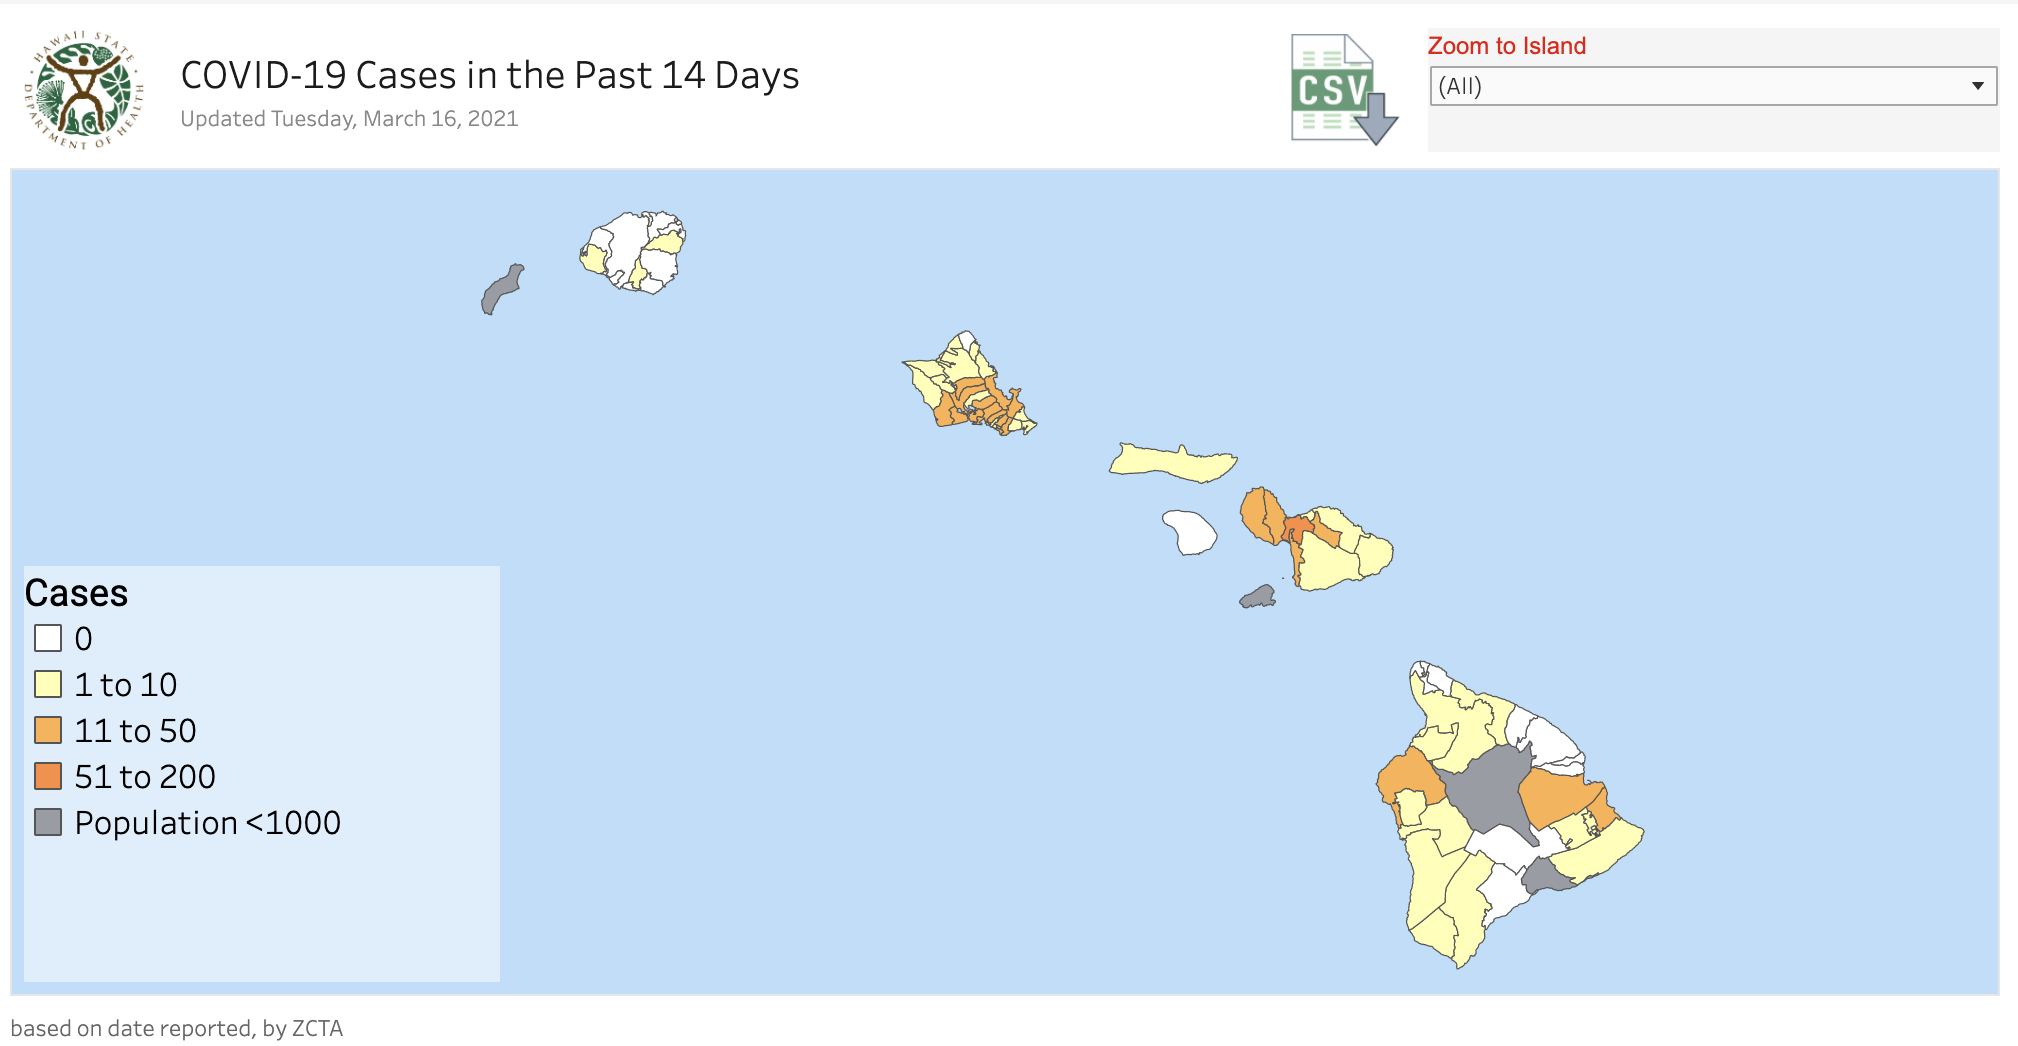 HAWAII STATE
DEPARTMENT OF HEALTH
COVID-19 Cases in the Past 14 Days
Updated Tuesday, March 16, 2021
CSV
Zoom to Island
(All)
Cases
0
1 to 10
11 to 50
51 to 200
Population <1000
based on date reported, by ZCTA